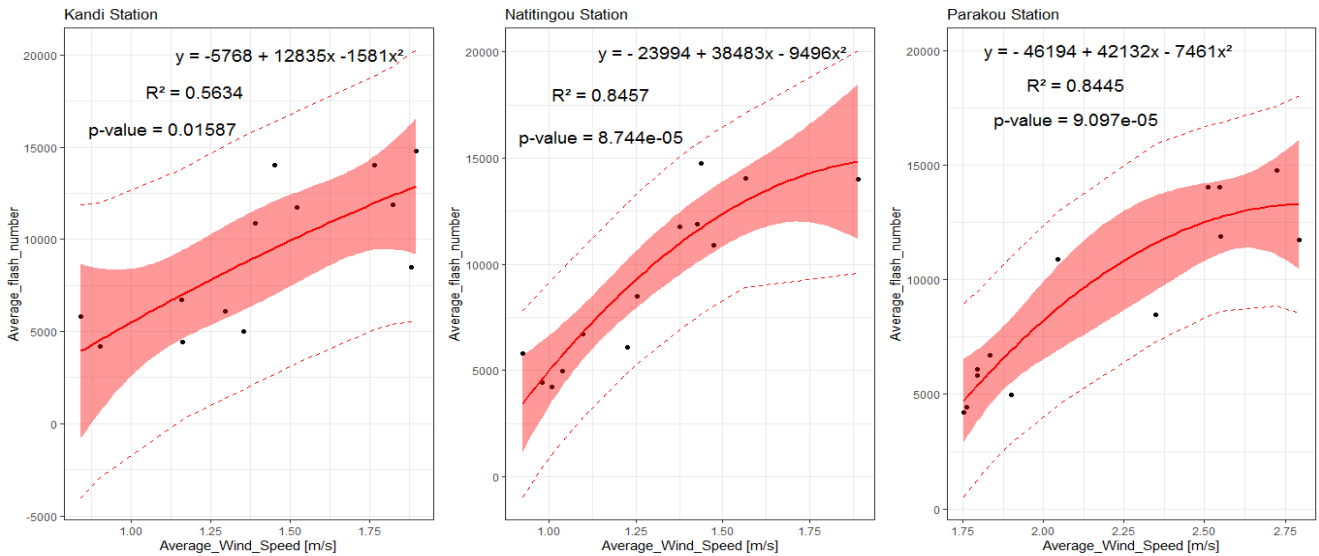 Kandi Station
y = -5768 + 12835x -1581x²
R² = 0.5634
p-value = 0.01587
Average_flash_number
20000
15000
10000
5000
0
-5000
1.00
1.25
1.50
1.75
Average_Wind_Speed [m/s]
Natitingou Station
y = - 23994 + 38483x - 9496x²
R² = 0.8457
p-value = 8.744e-05
Average_flash_number
20000
15000
10000
5000
0
1.00
1.25
1.50
1.75
Average_Wind_Speed [m/s]
Parakou Station
y = - 46194 + 42132x - 7461x²
R² = 0.8445
p-value = 9.097e-05
Average_flash_number
20000
15000
10000
5000
0
1.75
2.00
2.25
2.50
2.75
Average_Wind_Speed [m/s]